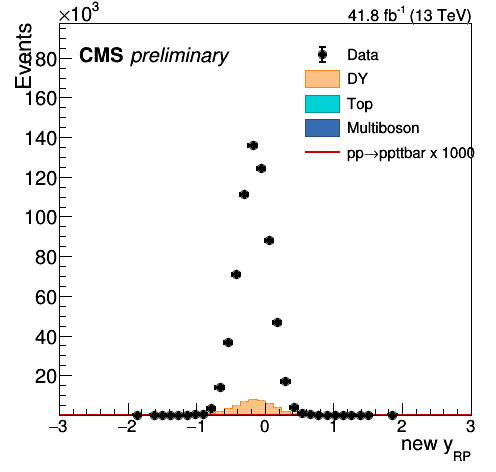 ×10³
41.8 fb⁻¹ (13 TeV)
Events
CMS preliminary
Data
DY
Top
Multiboson
pp→ppttbar x 1000
180
160
140
120
100
80
60
40
20
−3 −2 −1 0 1 2 3
new y_RP